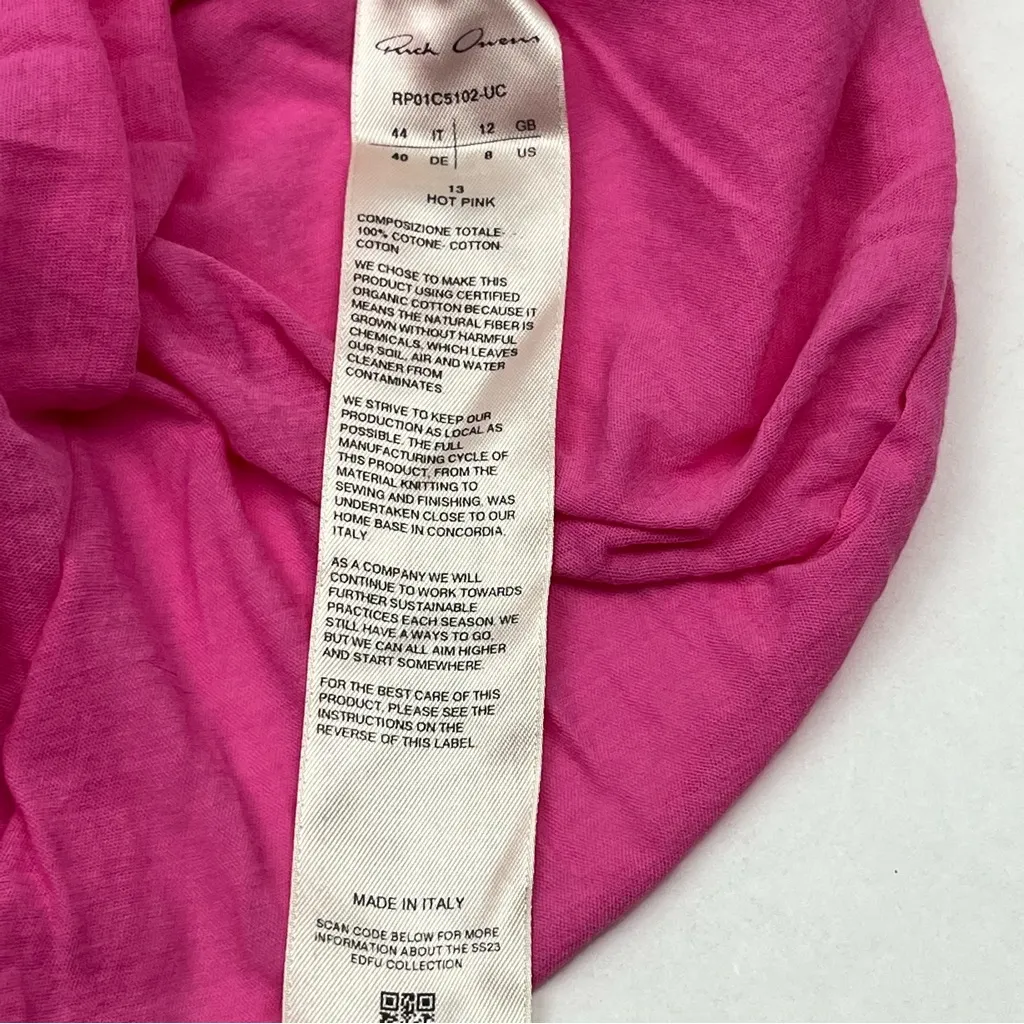 Rick Owens
RP01C5102-UC
44 IT 12 GB
40 DE 8 US
13
HOT PINK
COMPOSIZIONE TOTALE-
100% COTONE- COTTON-
COTON
WE CHOSE TO MAKE THIS
PRODUCT USING CERTIFIED
ORGANIC COTTON BECAUSE IT
MEANS THE NATURAL FIBER IS
GROWN WITHOUT HARMFUL
CHEMICALS, WHICH LEAVES
OUR SOIL, AIR AND WATER
CLEANER FROM
CONTAMINATES.
WE STRIVE TO KEEP OUR
PRODUCTION AS LOCAL AS
POSSIBLE. THE FULL
MANUFACTURING CYCLE OF
THIS PRODUCT, FROM THE
MATERIAL KNITTING TO
SEWING AND FINISHING, WAS
UNDERTAKEN CLOSE TO OUR
HOME BASE IN CONCORDIA,
ITALY
AS A COMPANY WE WILL
CONTINUE TO WORK TOWARDS
FURTHER SUSTAINABLE
PRACTICES EACH SEASON. WE
STILL HAVE A WAYS TO GO,
BUT WE CAN ALL AIM HIGHER
AND START SOMEWHERE.
FOR THE BEST CARE OF THIS
PRODUCT, PLEASE SEE THE
INSTRUCTIONS ON THE
REVERSE OF THIS LABEL.
MADE IN ITALY
SCAN CODE BELOW FOR MORE
INFORMATION ABOUT THE SS23
EDFU COLLECTION